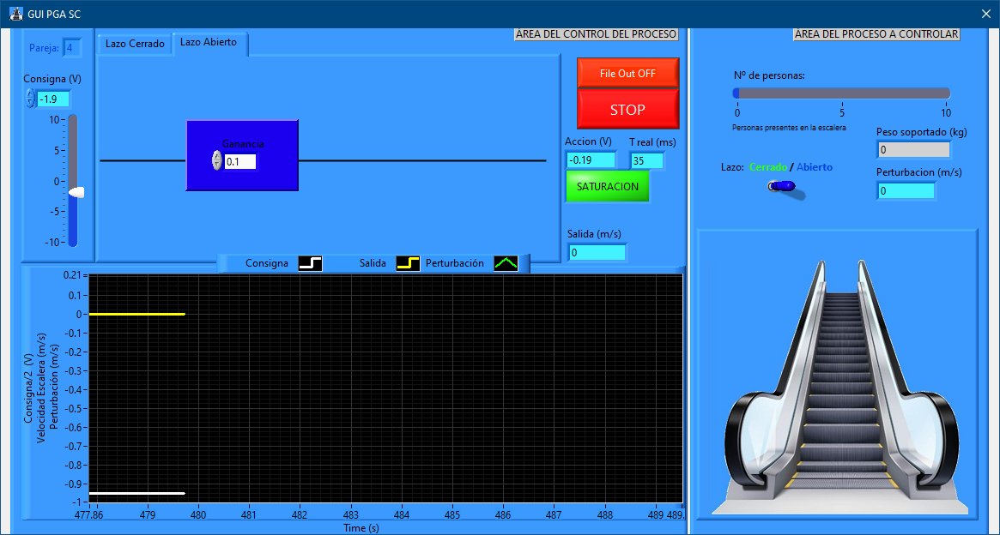 GUI PGA SC
Pareja: 4
Lazo Cerrado
Lazo Abierto
AREA DEL CONTROL DEL PROCESO
AREA DEL PROCESO A CONTROLAR
Consigna (V)
-1.9
10
5
0
-5
-10
Ganancia
0.1
File Out OFF
STOP
Accion (V)
T real (ms)
-0.19
35
SATURACION
Salida (m/s)
0
Nº de personas:
0 5 10
Personas presentes en la escalera
Peso soportado (kg)
0
Lazo: Cerrado / Abierto
Perturbacion (m/s)
0
Consigna
Salida
Perturbación
0.21
0.1
0
-0.1
-0.2
-0.3
-0.4
-0.5
-0.6
-0.7
-0.8
-0.9
-1
Consigna/2 (V)
Velocidad Escalera (m/s)
Perturbación (m/s)
477.86 479 480 481 482 483 484 485 486 487 488 489
Time (s)